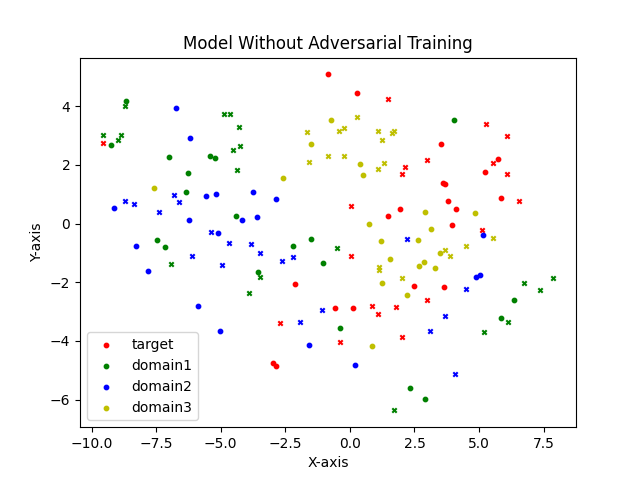 Model Without Adversarial Training
4
2
0
−2
−4
−6
Y-axis
target
domain1
domain2
domain3
−10.0 −7.5 −5.0 −2.5 0.0 2.5 5.0 7.5
X-axis